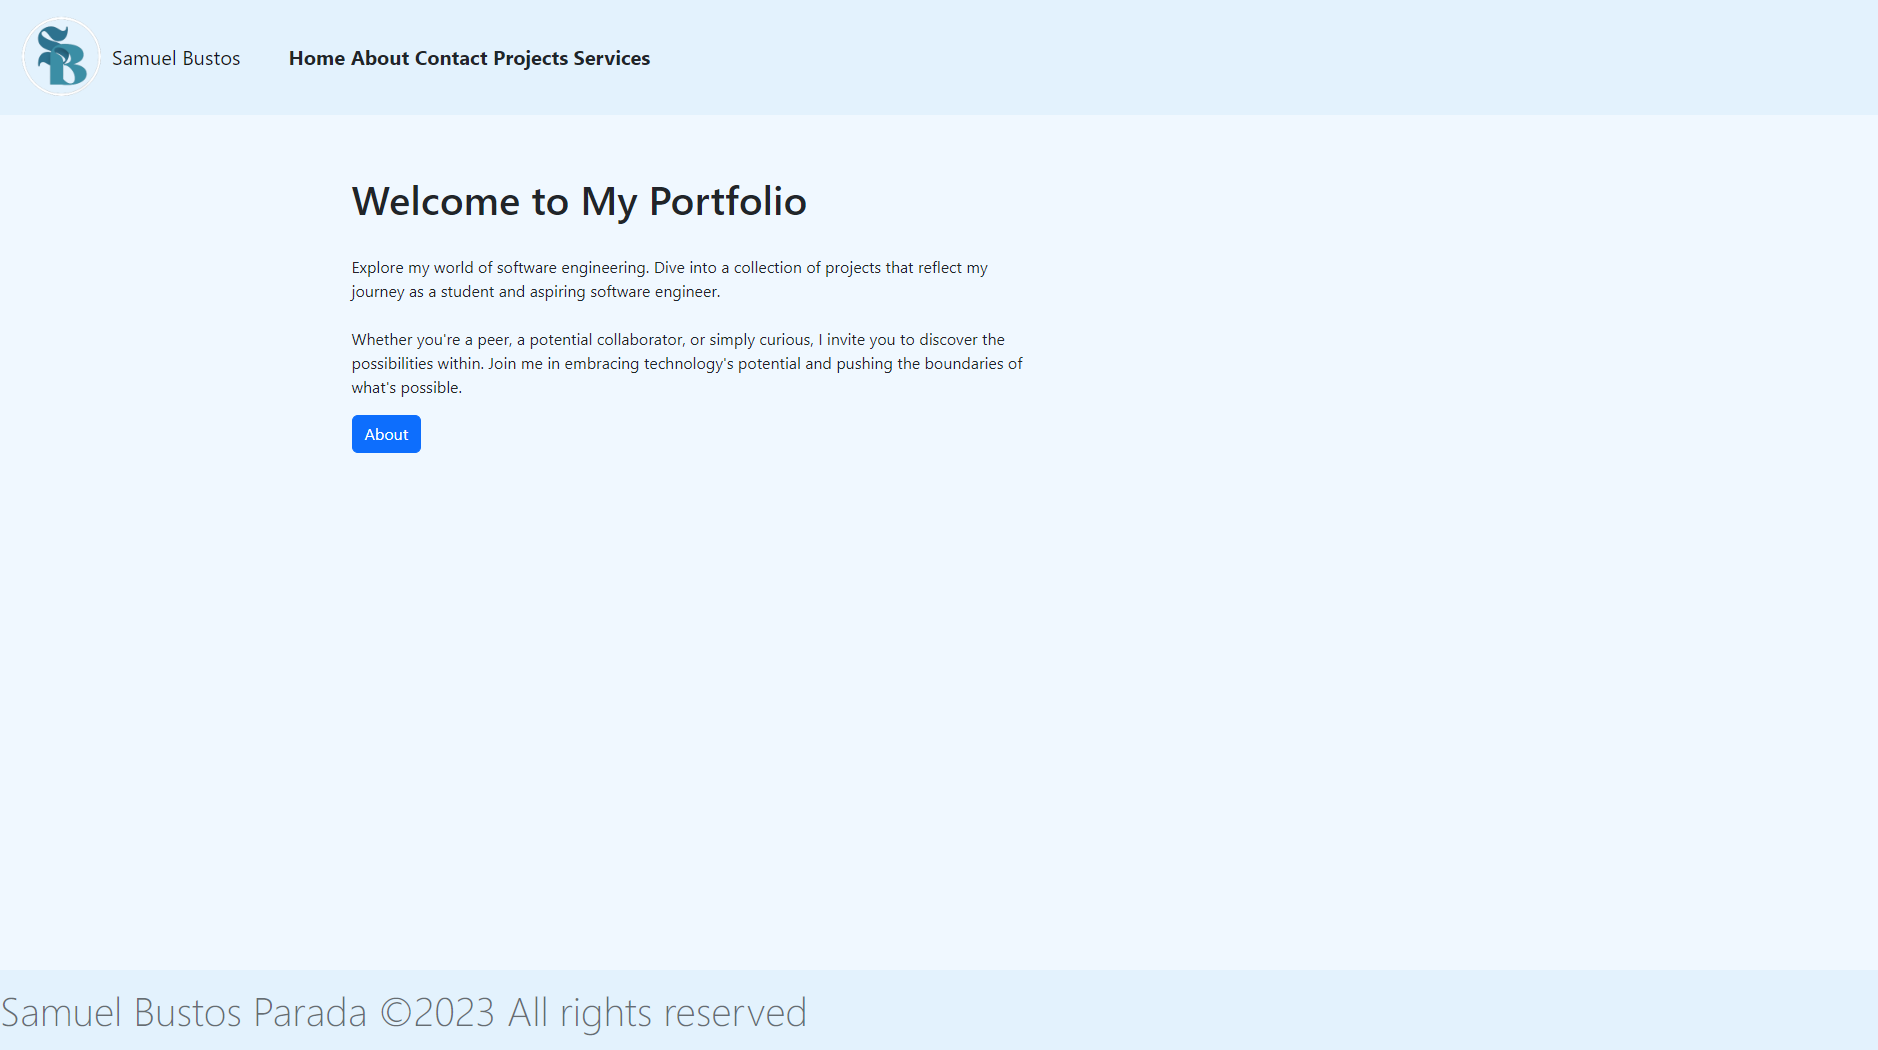 SB
Samuel Bustos
Home About Contact Projects Services
Welcome to My Portfolio
Explore my world of software engineering. Dive into a collection of projects that reflect my
journey as a student and aspiring software engineer.
Whether you're a peer, a potential collaborator, or simply curious, I invite you to discover the
possibilities within. Join me in embracing technology's potential and pushing the boundaries of
what's possible.
About
Samuel Bustos Parada ©2023 All rights reserved